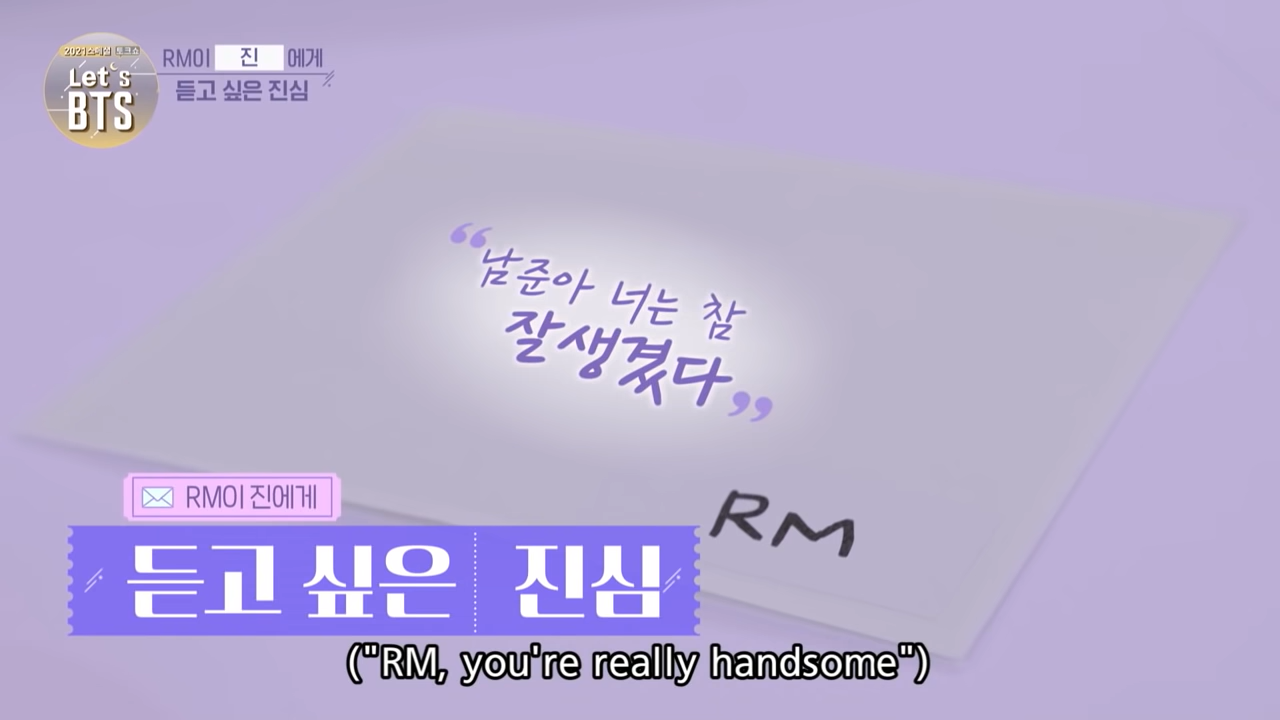 2021스페셜 토크쇼
Let's
BTS
RM이 진 에게
듣고 싶은 진심
“남준아 너는 참
잘생겼다”
RM
RM이 진에게
듣고 싶은 진심
("RM, you're really handsome")